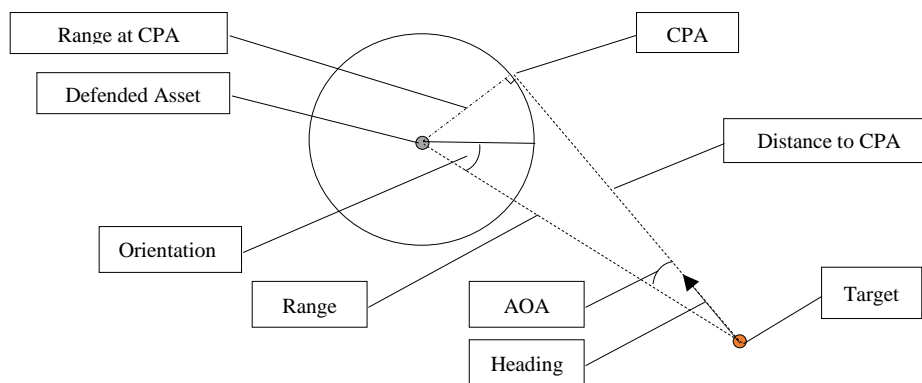 Range at CPA
CPA
Defended Asset
Distance to CPA
Orientation
Range
AOA
Target
Heading